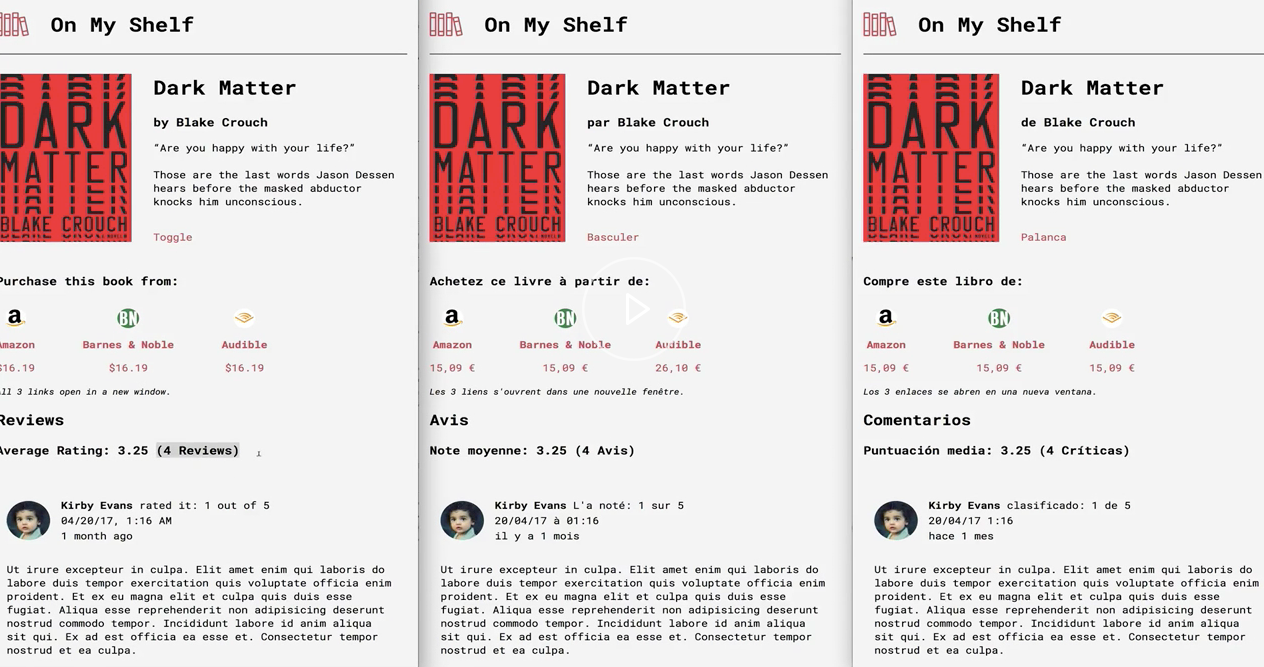 On My Shelf
DARK
MATTER
BLAKE CROUCH
Dark Matter
by Blake Crouch
“Are you happy with your life?”
Those are the last words Jason Dessen
hears before the masked abductor
knocks him unconscious.
Toggle
Purchase this book from:
a BN
Amazon Barnes & Noble Audible
$16.19 $16.19 $16.19
All 3 links open in a new window.
Reviews
Average Rating: 3.25 (4 Reviews)
Kirby Evans rated it: 1 out of 5
04/20/17, 1:16 AM
1 month ago
Ut irure excepteur in culpa. Elit amet enim qui laboris do
labore duis tempor exercitation quis voluptate officia enim
proident. Et ex eu magna elit et culpa quis duis esse
fugiat. Aliqua esse reprehenderit non adipisicing deserunt
nostrud commodo tempor. Incididunt labore id anim aliqua
sit qui. Ex ad est officia ea esse et. Consectetur tempor
nostrud et ea culpa.
On My Shelf
DARK
MATTER
BLAKE CROUCH
Dark Matter
par Blake Crouch
“Are you happy with your life?”
Those are the last words Jason Dessen
hears before the masked abductor
knocks him unconscious.
Basculer
Achetez ce livre à partir de:
a BN
Amazon Barnes & Noble Audible
15,09 € 15,09 € 26,10 €
Les 3 liens s'ouvrent dans une nouvelle fenêtre.
Avis
Note moyenne: 3.25 (4 Avis)
Kirby Evans L'a noté: 1 sur 5
20/04/17 à 01:16
il y a 1 mois
Ut irure excepteur in culpa. Elit amet enim qui laboris do
labore duis tempor exercitation quis voluptate officia enim
proident. Et ex eu magna elit et culpa quis duis esse
fugiat. Aliqua esse reprehenderit non adipisicing deserunt
nostrud commodo tempor. Incididunt labore id anim aliqua
sit qui. Ex ad est officia ea esse et. Consectetur tempor
nostrud et ea culpa.
On My Shelf
DARK
MATTER
BLAKE CROUCH
Dark Matter
de Blake Crouch
“Are you happy with your life?”
Those are the last words Jason Dessen
hears before the masked abductor
knocks him unconscious.
Palanca
Compre este libro de:
a BN
Amazon Barnes & Noble Audible
15,09 € 15,09 € 15,09 €
Los 3 enlaces se abren en una nueva ventana.
Comentarios
Puntuación media: 3.25 (4 Críticas)
Kirby Evans clasificado: 1 de 5
20/04/17 1:16
hace 1 mes
Ut irure excepteur in culpa. Elit amet enim qui laboris do
labore duis tempor exercitation quis voluptate officia enim
proident. Et ex eu magna elit et culpa quis duis esse
fugiat. Aliqua esse reprehenderit non adipisicing deserunt
nostrud commodo tempor. Incididunt labore id anim aliqua
sit qui. Ex ad est officia ea esse et. Consectetur tempor
nostrud et ea culpa.